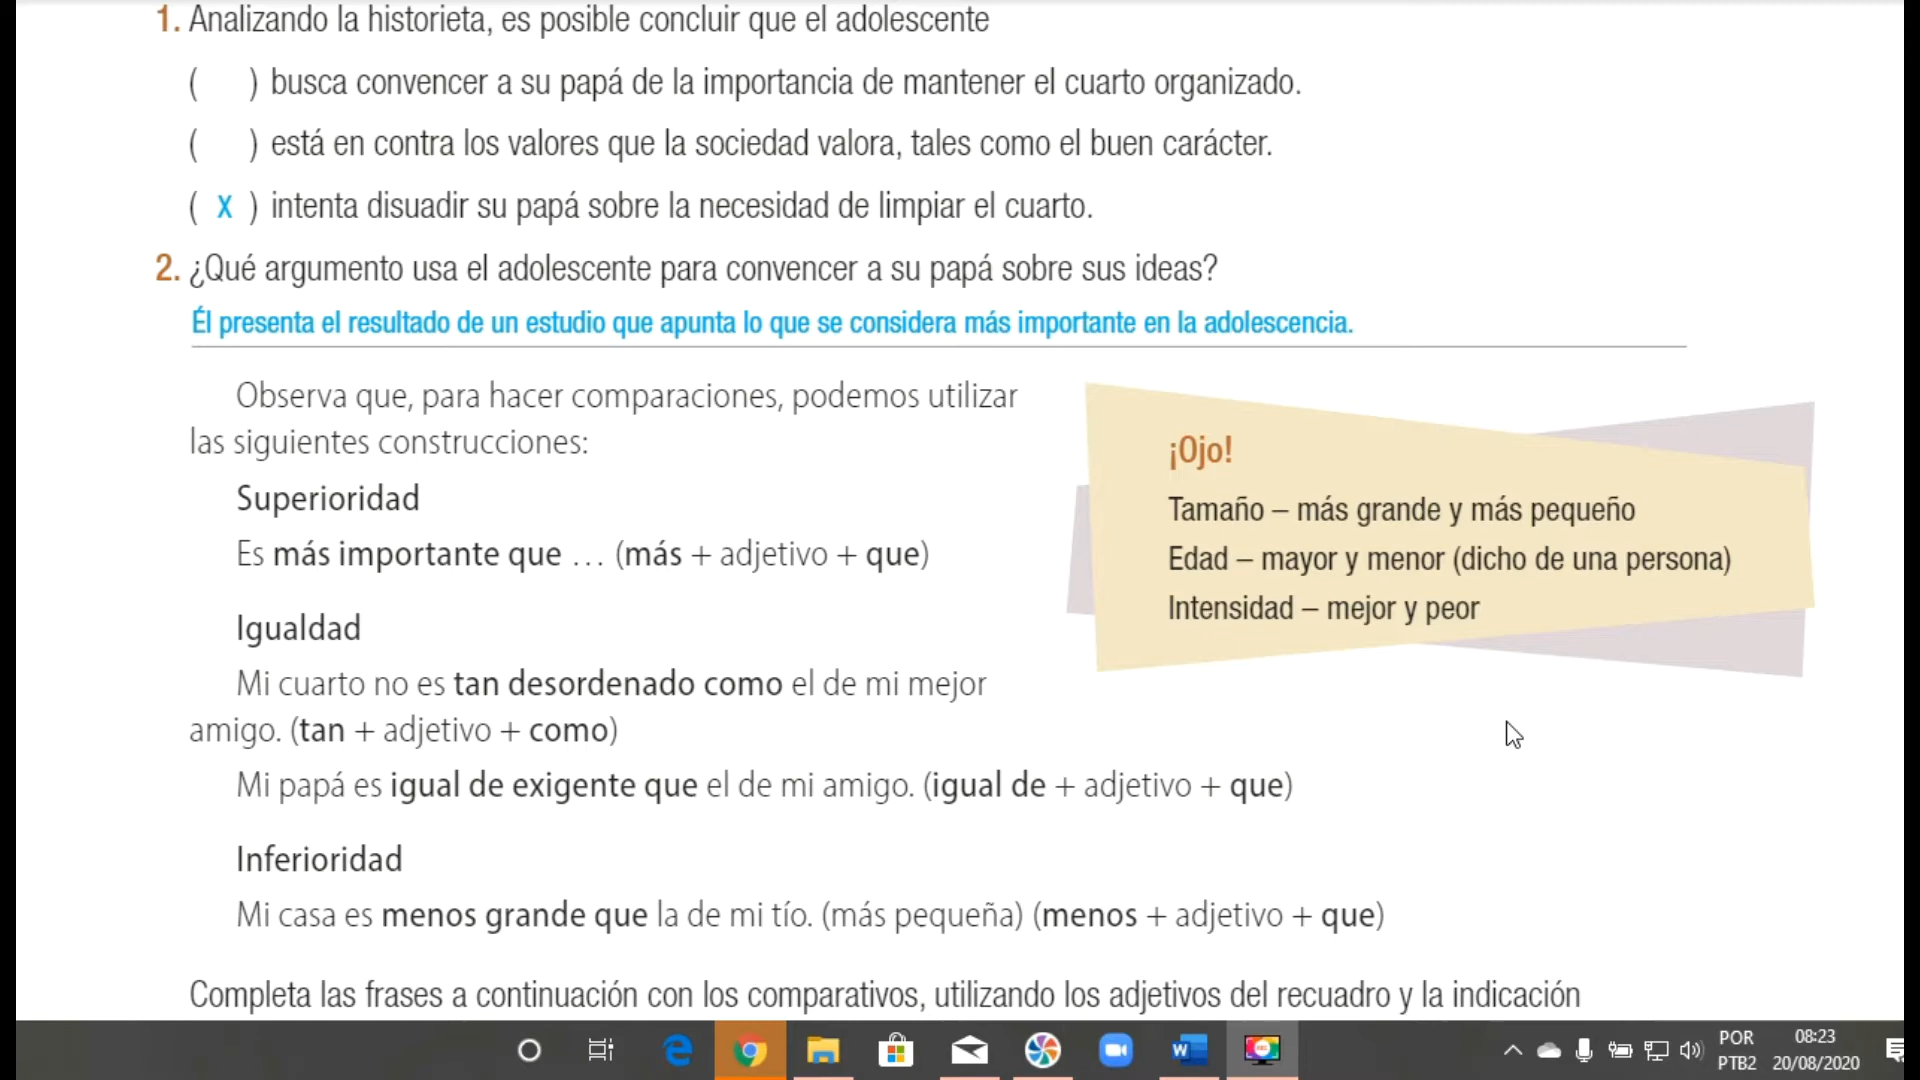 1. Analizando la historieta, es posible concluir que el adolescente
( ) busca convencer a su papá de la importancia de mantener el cuarto organizado.
( ) está en contra los valores que la sociedad valora, tales como el buen carácter.
( X ) intenta disuadir su papá sobre la necesidad de limpiar el cuarto.
2. ¿Qué argumento usa el adolescente para convencer a su papá sobre sus ideas?
Él presenta el resultado de un estudio que apunta lo que se considera más importante en la adolescencia.
Observa que, para hacer comparaciones, podemos utilizar
las siguientes construcciones:
Superioridad
Es más importante que ... (más + adjetivo + que)
Igualdad
Mi cuarto no es tan desordenado como el de mi mejor
amigo. (tan + adjetivo + como)
Mi papá es igual de exigente que el de mi amigo. (igual de + adjetivo + que)
Inferioridad
Mi casa es menos grande que la de mi tío. (más pequeña) (menos + adjetivo + que)
¡Ojo!
Tamaño – más grande y más pequeño
Edad – mayor y menor (dicho de una persona)
Intensidad – mejor y peor
Completa las frases a continuación con los comparativos, utilizando los adjetivos del recuadro y la indicación
POR
PTB2
08:23
20/08/2020